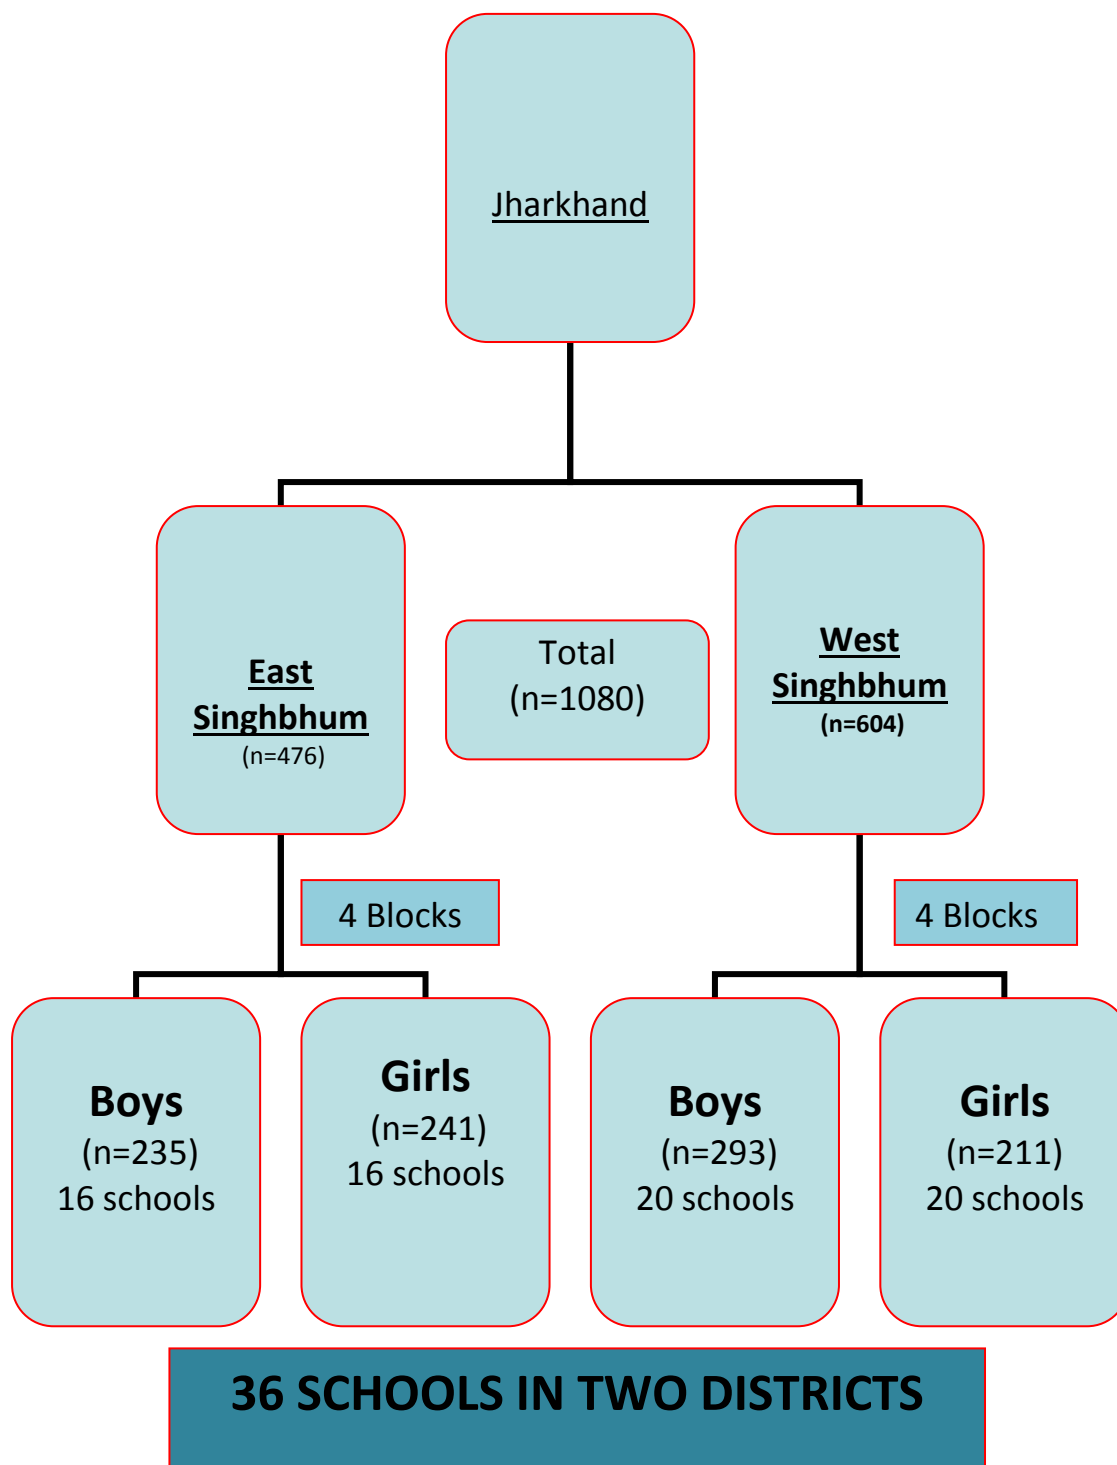 Jharkhand
East
Singhbhum
(n=476)
Total
(n=1080)
West
Singhbhum
(n=604)
4 Blocks
4 Blocks
Boys
(n=235)
16 schools
Girls
(n=241)
16 schools
Boys
(n=293)
20 schools
Girls
(n=211)
20 schools
36 SCHOOLS IN TWO DISTRICTS